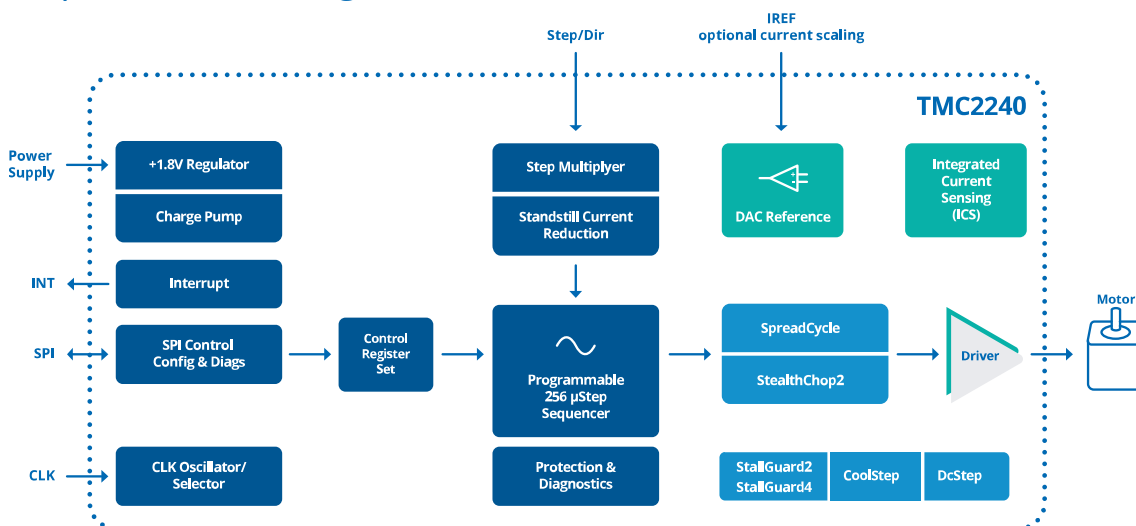 Step/Dir
IREF
optional current scaling
TMC2240
Power
Supply
+1.8V Regulator
Charge Pump
Step Multiplyer
Standstill Current
Reduction
DAC Reference
Integrated
Current
Sensing
(ICS)
INT
Interrupt
SPI
SPI Control
Config & Diags
Control
Register
Set
Programmable
256 µStep
Sequencer
SpreadCycle
StealthChop2
Driver
Motor
CLK
CLK Oscillator/
Selector
Protection &
Diagnostics
StallGuard2
StallGuard4
CoolStep
DcStep